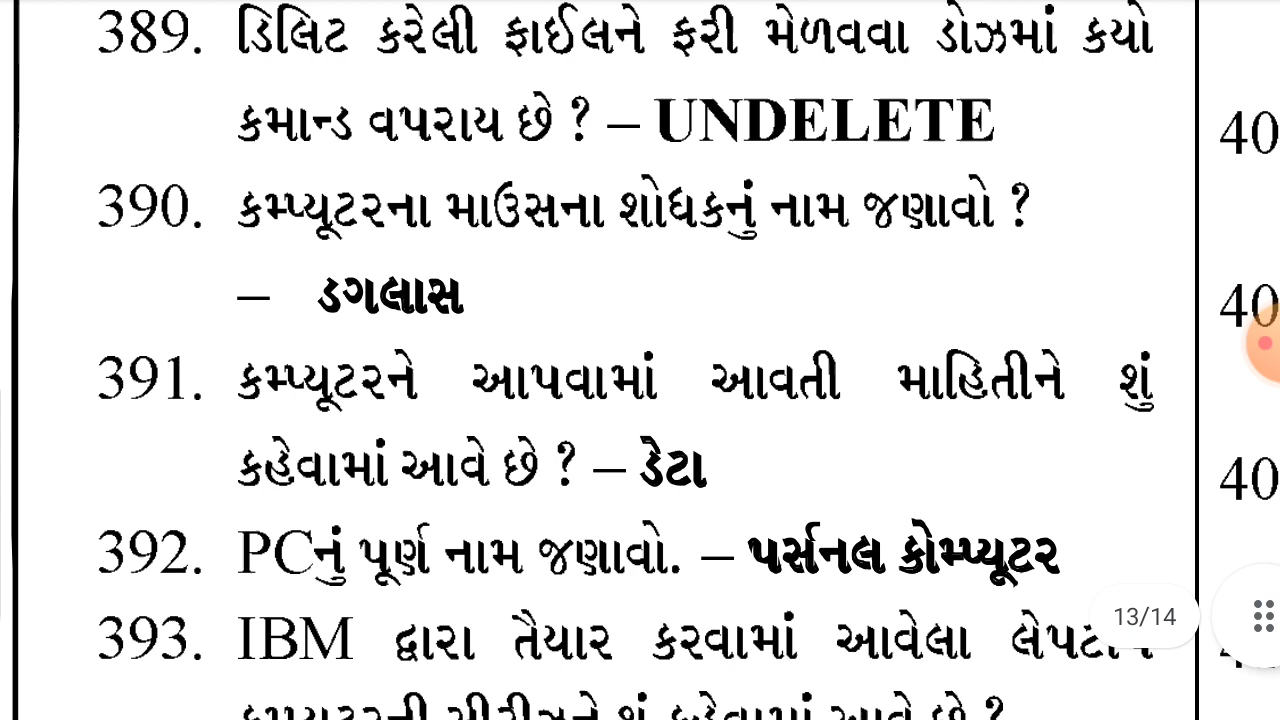 389. ડિલિટ કરેલી ફાઈલને ફરી મેળવવા ડોઝમાં કયો
કમાન્ડ વપરાય છે ? – UNDELETE
390. કમ્પ્યૂટરના માઉસના શોધકનું નામ જણાવો ?
– ડગલાસ
391. કમ્પ્યૂટરને આપવામાં આવતી માહિતીને શું
કહેવામાં આવે છે ? – ડેટા
392. PCનું પૂર્ણ નામ જણાવો. – પર્સનલ કોમ્પ્યૂટર
393. IBM દ્વારા તૈયાર કરવામાં આવેલા
40
40
40
13/14